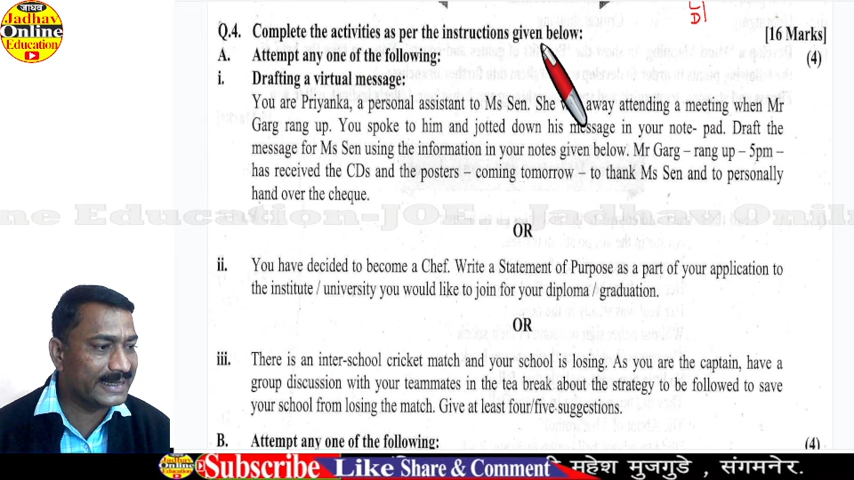 जाधव
Jadhav
Online
Education
Q.4. Complete the activities as per the instructions given below: [16 Marks]
A. Attempt any one of the following: (4)
i. Drafting a virtual message:
You are Priyanka, a personal assistant to Ms Sen. She away attending a meeting when Mr
Garg rang up. You spoke to him and jotted down his message in your note- pad. Draft the
message for Ms Sen using the information in your notes given below. Mr Garg – rang up – 5pm –
has received the CDs and the posters – coming tomorrow – to thank Ms Sen and to personally
hand over the cheque.
ne Education-JOE.. Jadhav Onlin
OR
ii. You have decided to become a Chef. Write a Statement of Purpose as a part of your application to
the institute / university you would like to join for your diploma / graduation.
OR
iii. There is an inter-school cricket match and your school is losing. As you are the captain, have a
group discussion with your teammates in the tea break about the strategy to be followed to save
your school from losing the match. Give at least four/five suggestions.
B. Attempt any one of the following: (4)
Jadhav
Online
Education
Subscribe Like Share & Comment महेश मुजगुडे , संगमनेर.
Jadhav
Online
Education